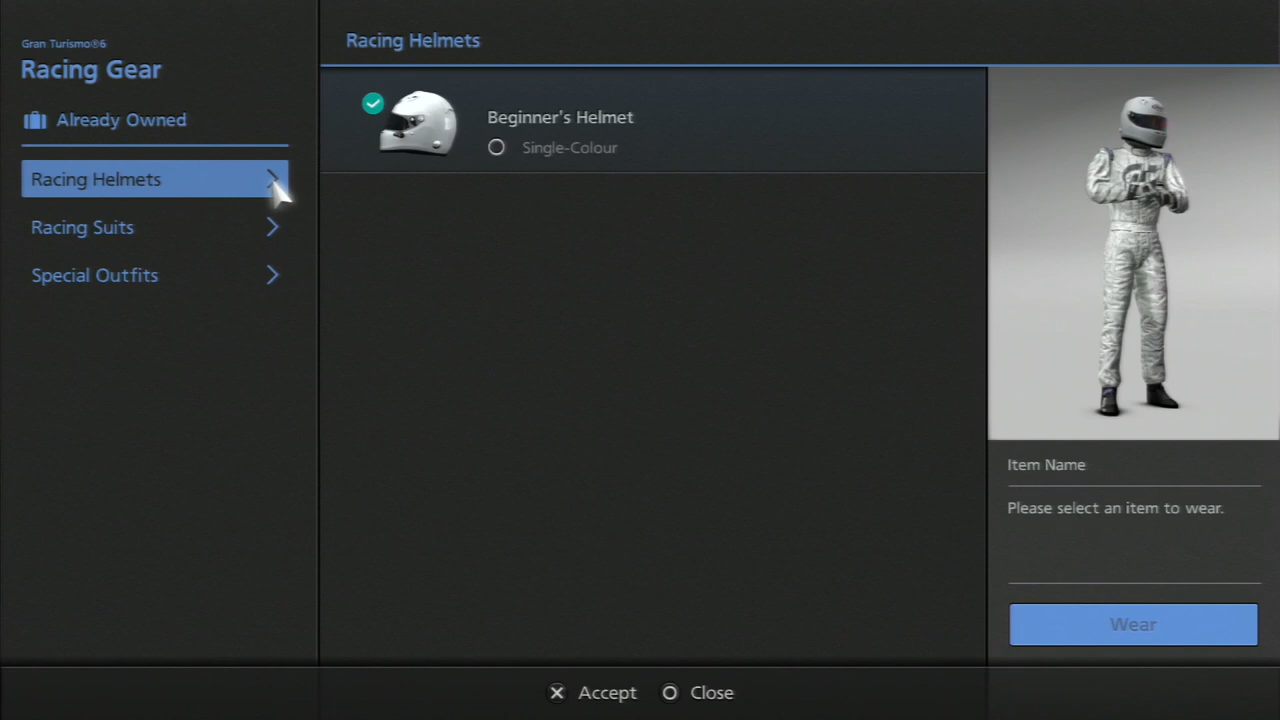 Gran Turismo®6
Racing Gear
Already Owned
Racing Helmets
Racing Suits
Special Outfits
Racing Helmets
Beginner's Helmet
Single-Colour
Item Name
Please select an item to wear.
Wear
Accept
Close